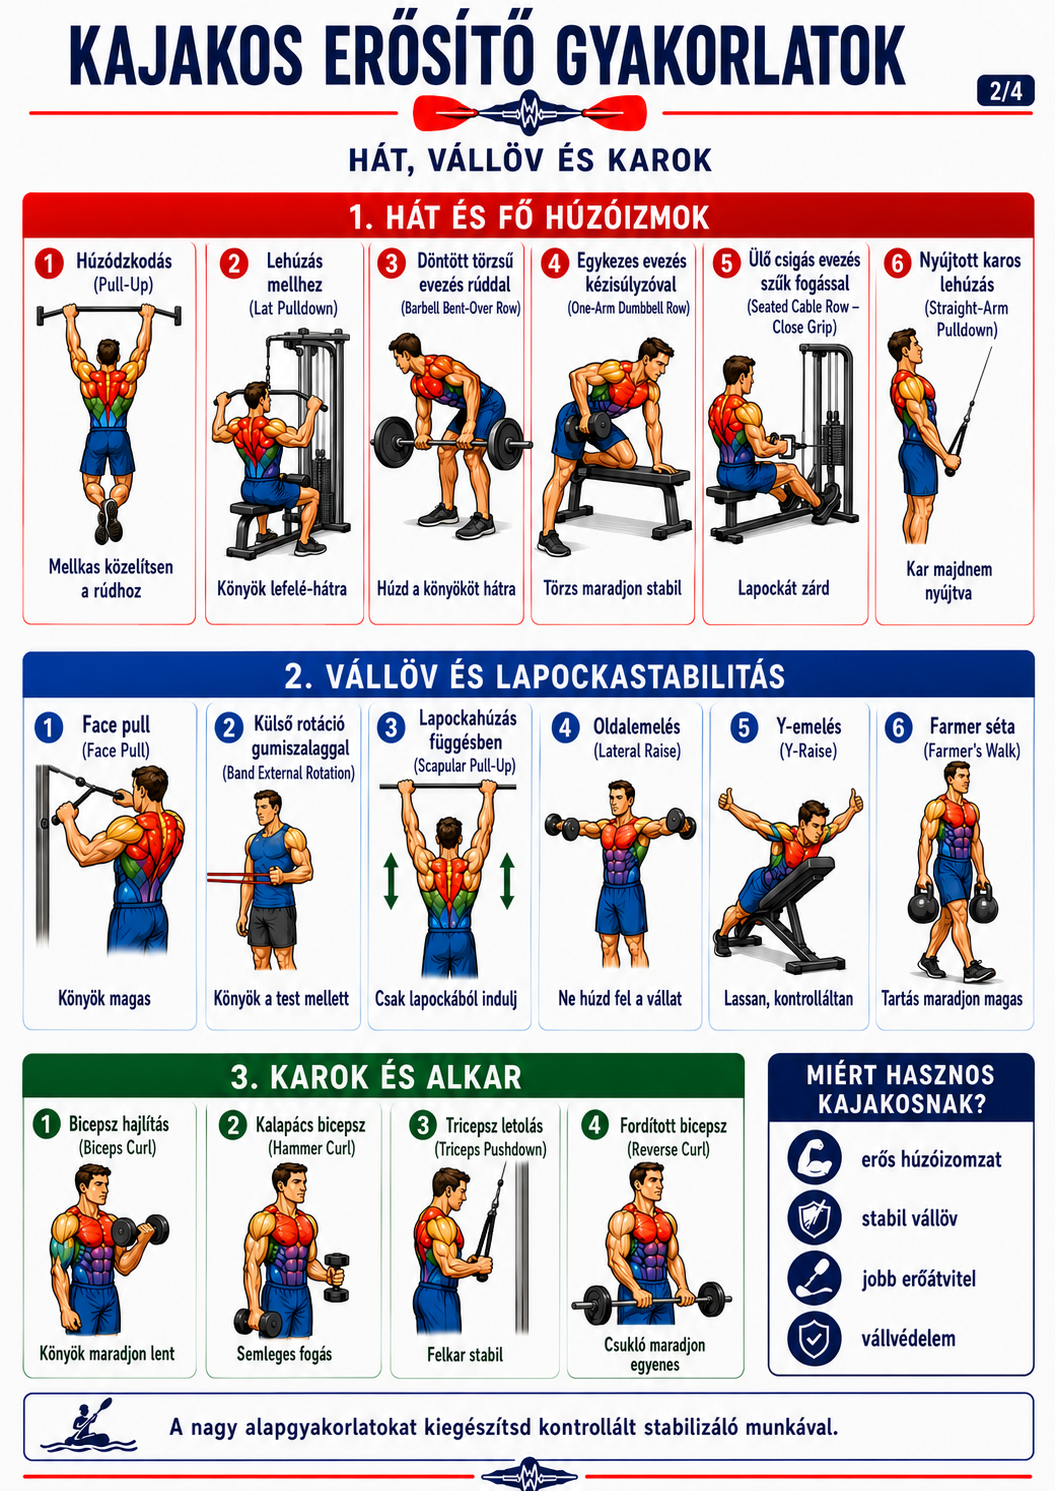 KAJAKOS ERŐSÍTŐ GYAKORLATOK
2/4
HÁT, VÁLLÖV ÉS KAROK
1. HÁT ÉS FŐ HÚZÓIZMOK
1 Húzódzkodás
(Pull-Up)
Mellkas közelítsen
a rúdhoz
2 Lehúzás
mellhez
(Lat Pulldown)
Könyök lefelé-hátra
3 Döntött törzsű
evezés rúddal
(Barbell Bent-Over Row)
Húzd a könyököt hátra
4 Egykezes evezés
kézisúlyzóval
(One-Arm Dumbbell Row)
Törzs maradjon stabil
5 Ülő csigás evezés
szűk fogással
(Seated Cable Row –
Close Grip)
Lapockát zárd
6 Nyújtott karos
lehúzás
(Straight-Arm
Pulldown)
Kar majdnem
nyújtva
2. VÁLLÖV ÉS LAPOCKASTABILITÁS
1 Face pull
(Face Pull)
Könyök magas
2 Külső rotáció
gumiszalaggal
(Band External Rotation)
Könyök a test mellett
3 Lapockahúzás
függésben
(Scapular Pull-Up)
Csak lapockából indulj
4 Oldalemelés
(Lateral Raise)
Ne húzd fel a vállat
5 Y-emelés
(Y-Raise)
Lassan, kontrolláltan
6 Farmer séta
(Farmer's Walk)
Tartás maradjon magas
3. KAROK ÉS ALKAR
1 Bicepsz hajlítás
(Biceps Curl)
Könyök maradjon lent
2 Kalapács bicepsz
(Hammer Curl)
Semleges fogás
3 Tricepsz letolás
(Triceps Pushdown)
Felkar stabil
4 Fordított bicepsz
(Reverse Curl)
Csukló maradjon
egyenes
MIÉRT HASZNOS
KAJAKOSNAK?
erős húzóizomzat
stabil vállöv
jobb erőátvitel
vállvédelem
A nagy alapgyakorlatokat kiegészítsd kontrollált stabilizáló munkával.